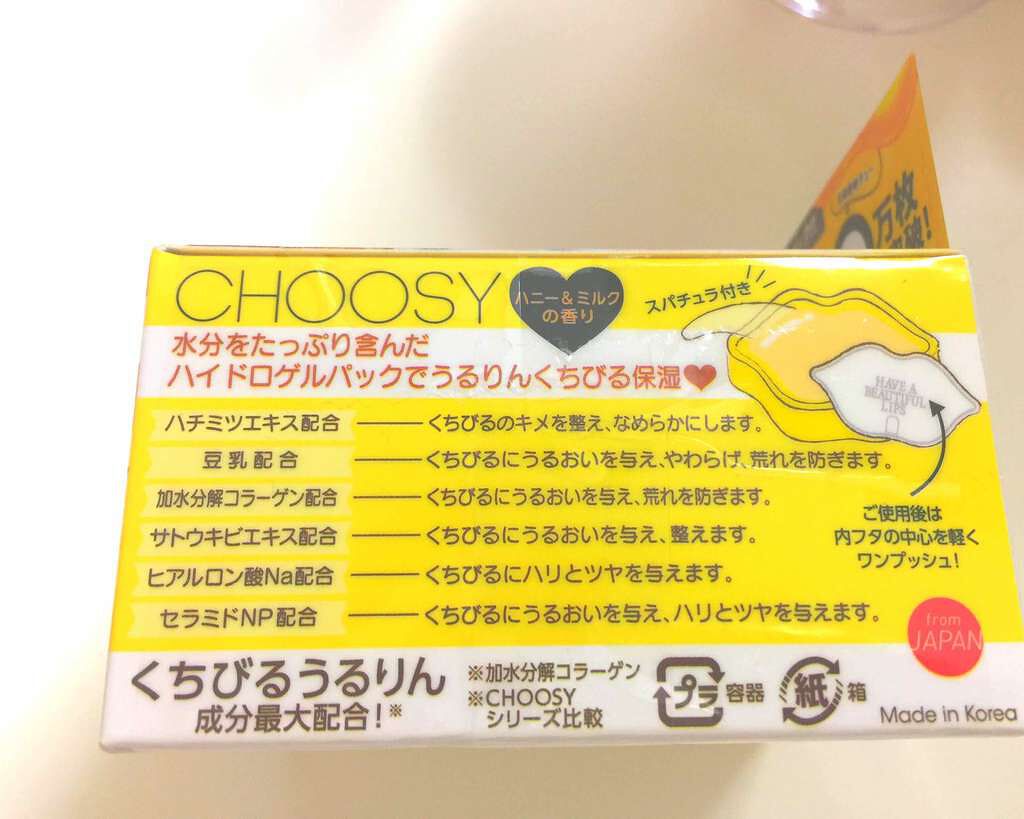 万枚
破!
CHOOSY
ハニー&ミルク
の香り
スパチュラ付き
水分をたっぷり含んだ
ハイドロゲルパックでうるりんくちびる保湿♥
HAVE A
BEAUTIFUL
LIPS
ハチミツエキス配合 くちびるのキメを整え、なめらかにします。
豆乳配合 くちびるにうるおいを与え、やわらげ、荒れを防ぎます。
加水分解コラーゲン配合 くちびるにうるおいを与え、荒れを防ぎます。
サトウキビエキス配合 くちびるにうるおいを与え、整えます。
ヒアルロン酸Na配合 くちびるにハリとツヤを与えます。
セラミドNP配合 くちびるにうるおいを与え、ハリとツヤを与えます。
ご使用後は
内フタの中心を軽く
ワンプッシュ!
from
JAPAN
くちびるうるりん
成分最大配合!※
※加水分解コラーゲン
※CHOOSY
シリーズ比較
プラ 容器
紙 箱
Made in Korea